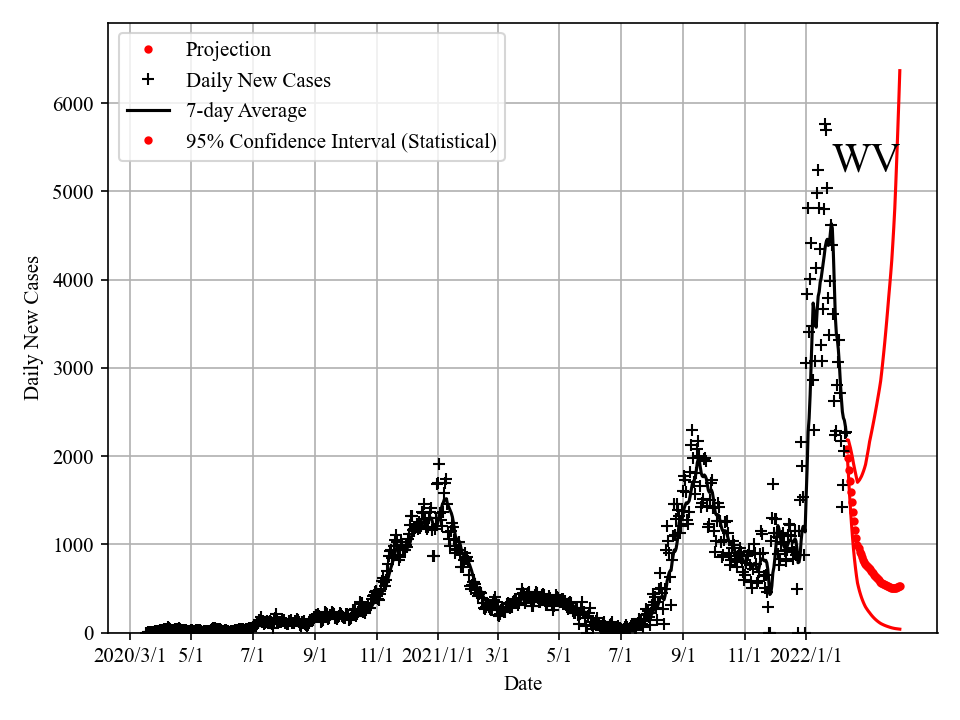 Projection
Daily New Cases
7-day Average
95% Confidence Interval (Statistical)
WV
6000
5000
4000
3000
2000
1000
0
Daily New Cases
2020/3/1 5/1 7/1 9/1 11/1 2021/1/1 3/1 5/1 7/1 9/1 11/1 2022/1/1
Date